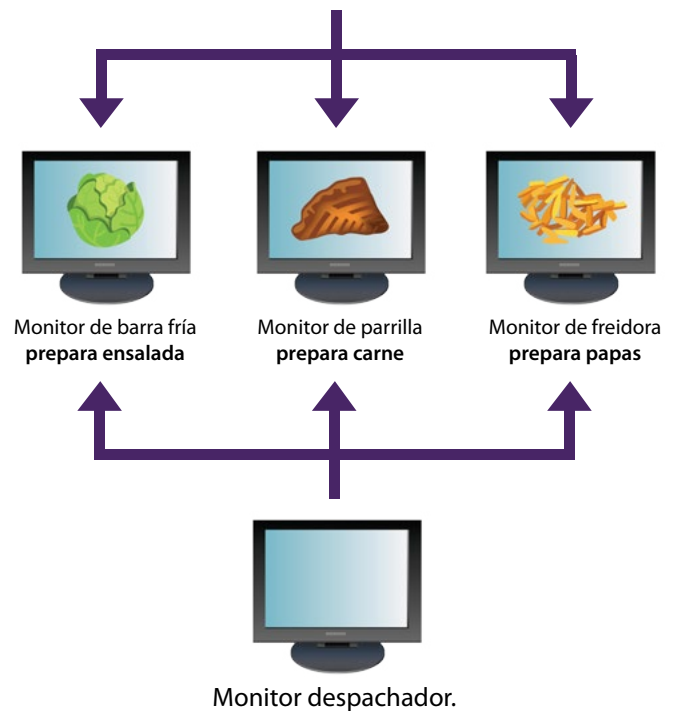 Monitor de barra fría
prepara ensalada
Monitor de parrilla
prepara carne
Monitor de freidora
prepara papas
Monitor despachador.